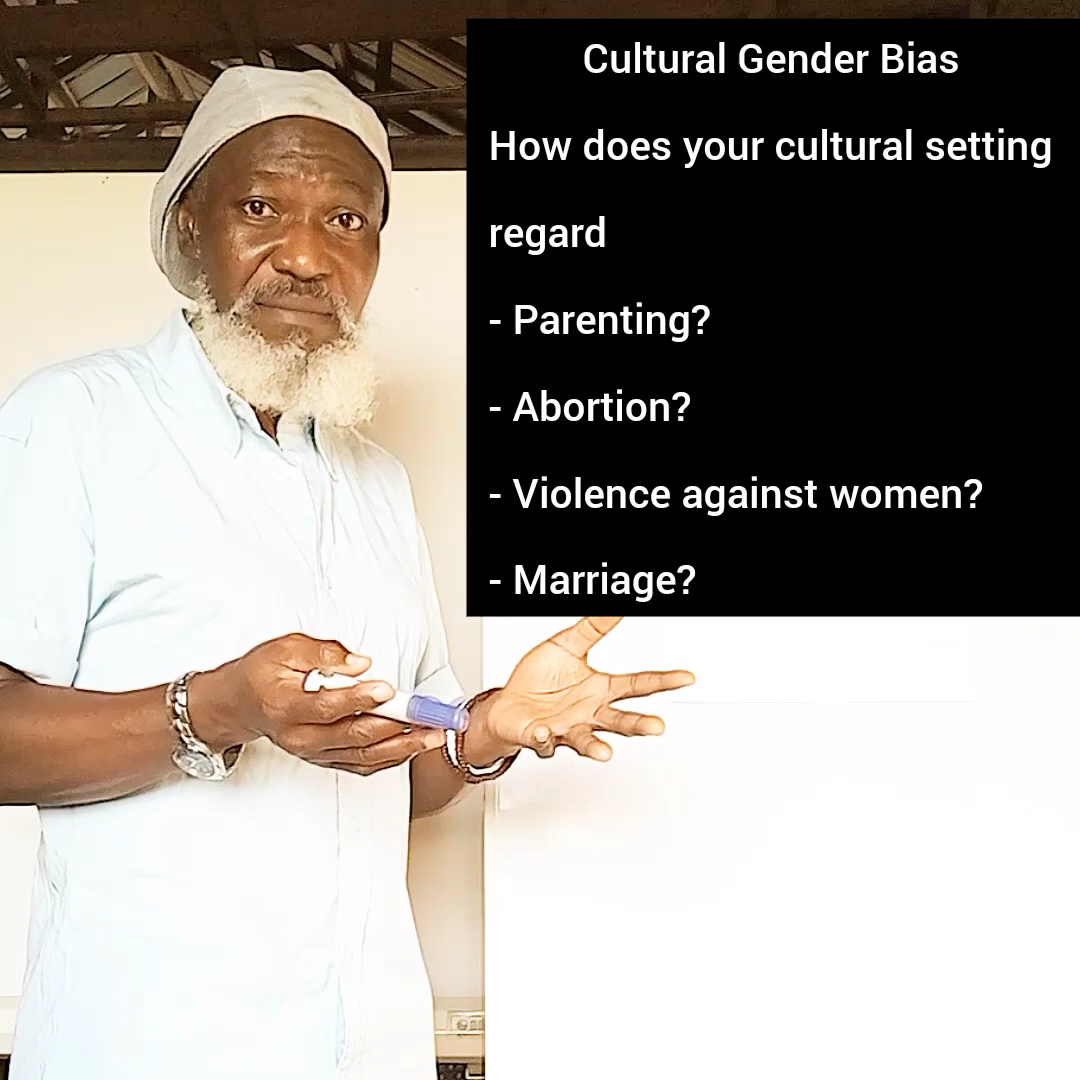 Cultural Gender Bias
How does your cultural setting
regard
- Parenting?
- Abortion?
- Violence against women?
- Marriage?